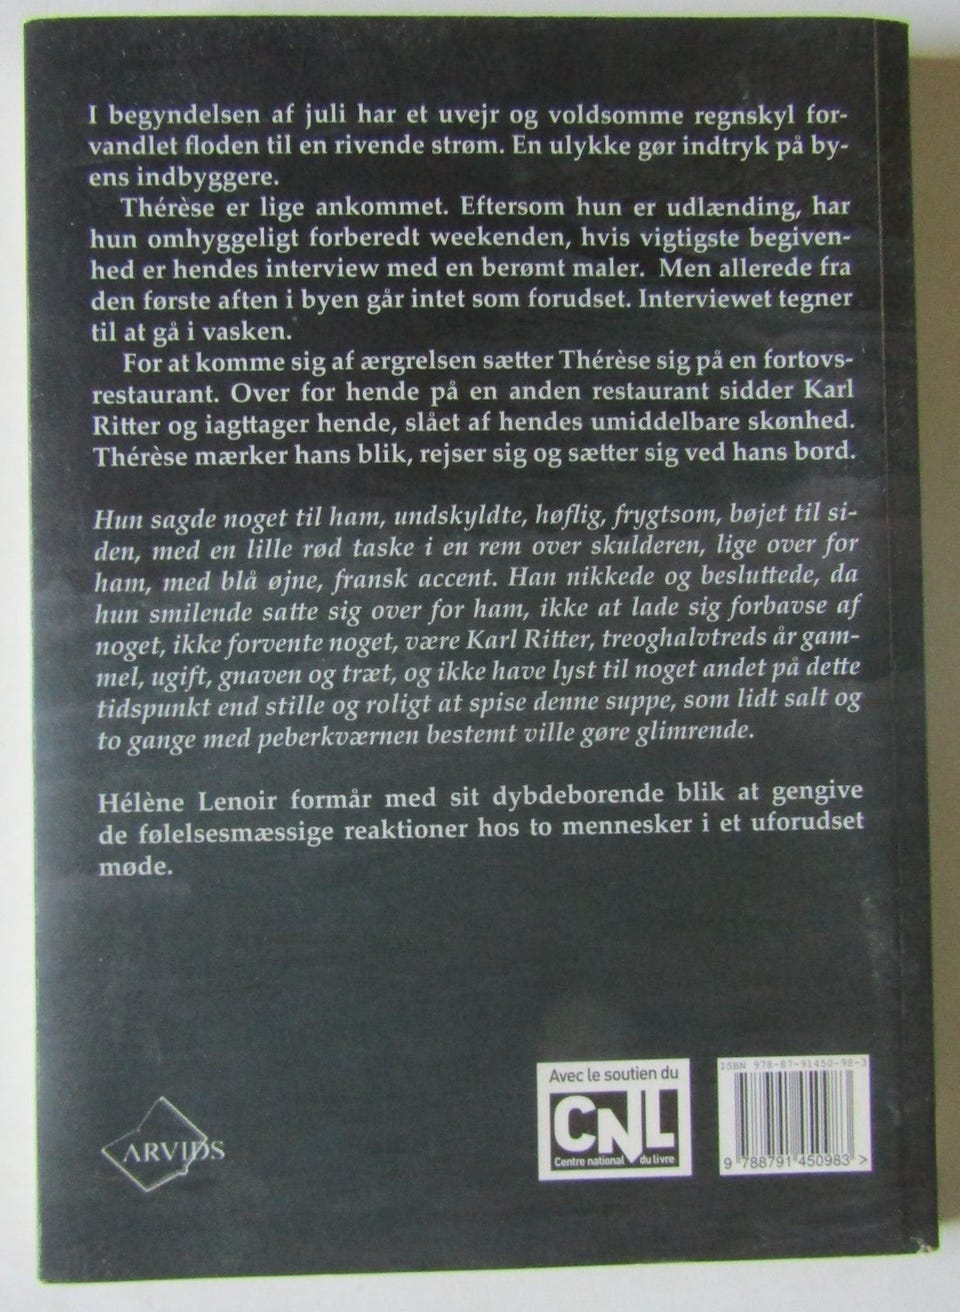 I begyndelsen af juli har et uvejr og voldsomme regnskyl for-
vandlet floden til en rivende strøm. En ulykke gør indtryk på by-
ens indbyggere.
Thérèse er lige ankommet. Eftersom hun er udlænding, har
hun omhyggeligt forberedt weekenden, hvis vigtigste begiven-
hed er hendes interview med en berømt maler. Men allerede fra
den første aften i byen går intet som forudset. Interviewet tegner
til at gå i vasken.
For at komme sig af ærgrelsen sætter Thérèse sig på en fortovs-
restaurant. Over for hende på en anden restaurant sidder Karl
Ritter og iagttager hende, slået af hendes umiddelbare skønhed.
Thérèse mærker hans blik, rejser sig og sætter sig ved hans bord.
Hun sagde noget til ham, undskyldte, høflig, frygtsom, bøjet til si-
den, med en lille rød taske i en rem over skulderen, lige over for
ham, med blå øjne, fransk accent. Han nikkede og besluttede, da
hun smilende satte sig over for ham, ikke at lade sig forbavse af
noget, ikke forvente noget, være Karl Ritter, treoghalvtreds år gam-
mel, ugift, gnaven og træt, og ikke have lyst til noget andet på dette
tidspunkt end stille og roligt at spise denne suppe, som lidt salt og
to gange med peberkværnen bestemt ville gøre glimrende.
Hélène Lenoir formår med sit dybdeborende blik at gengive
de følelsesmæssige reaktioner hos to mennesker i et uforudset
møde.
ARVIDS
Avec le soutien du
CNL
Centre national du livre
ISBN 978-87-91450-98-3
9 788791 450983 >